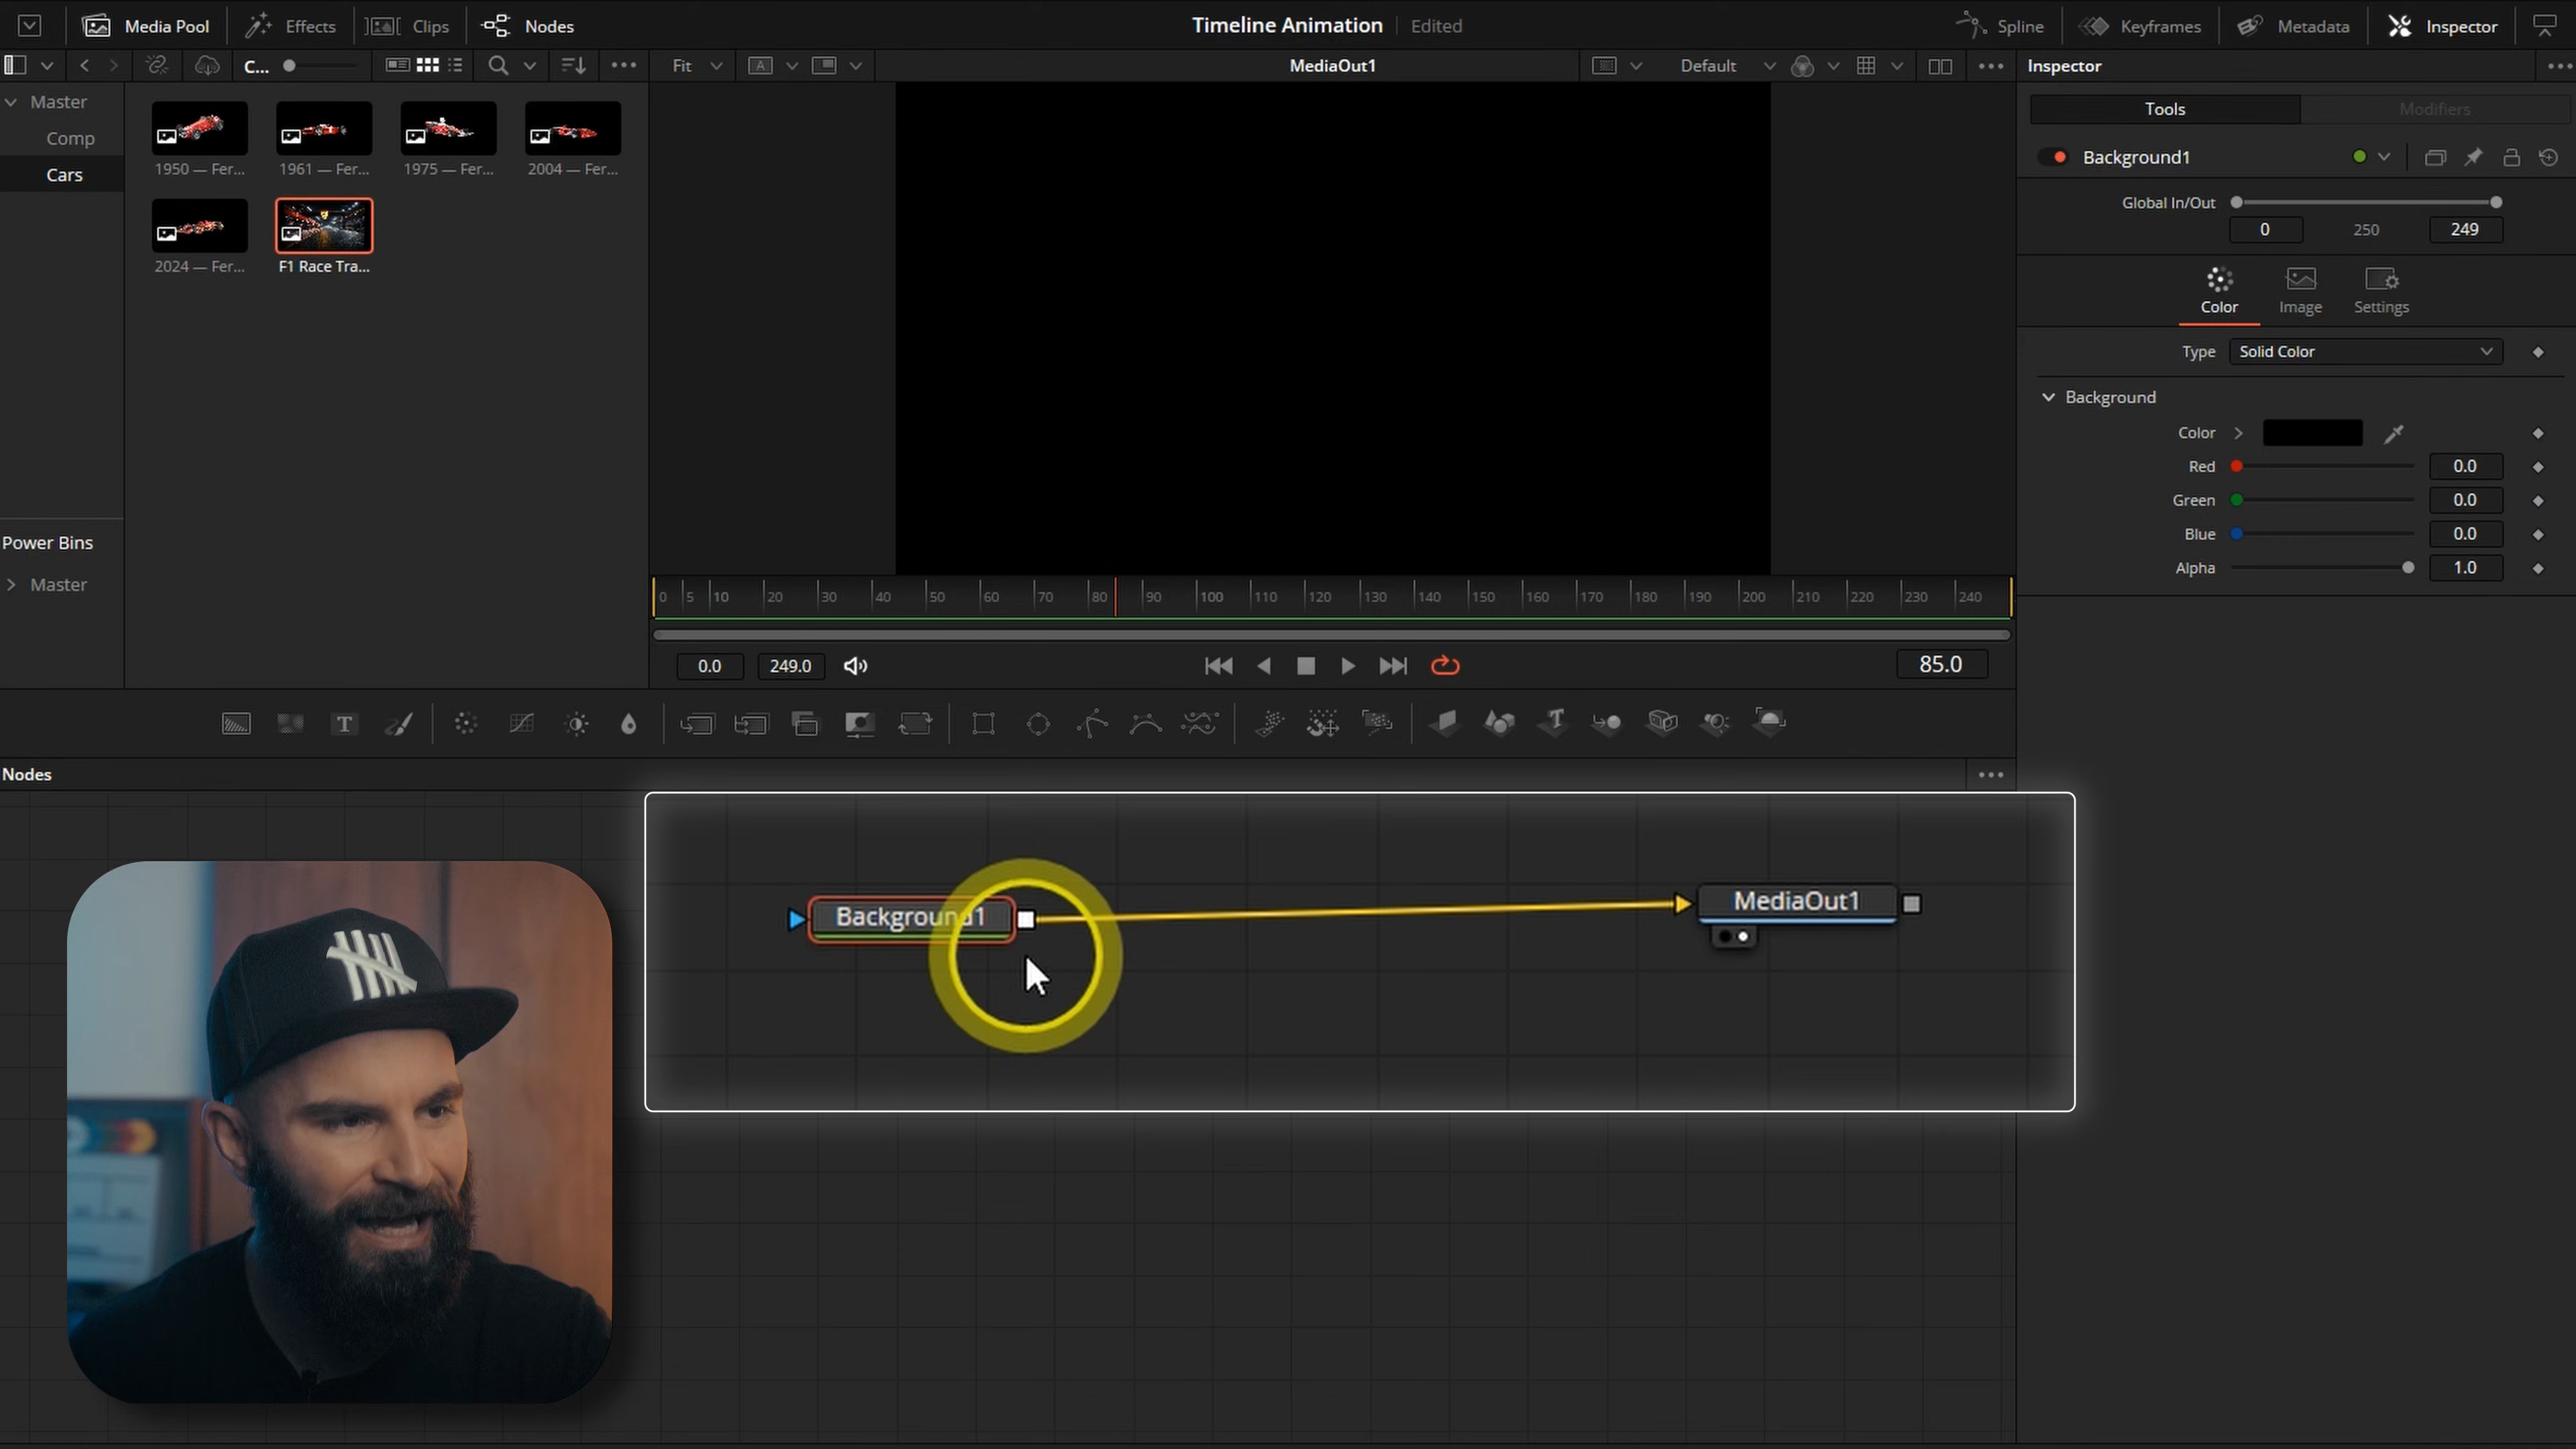 Media Pool Effects Clips Nodes Timeline Animation Edited Spline Keyframes Metadata Inspector
C... Fit A MediaOut1 Default Inspector
Master
Comp
Cars
1950 — Fer... 1961 — Fer... 1975 — Fer... 2004 — Fer...
2024 — Fer... F1 Race Tra...
Power Bins
Master
Tools Modifiers
Background1
Global In/Out
0 250 249
Color Image Settings
Type Solid Color
Background
Color
Red 0.0
Green 0.0
Blue 0.0
Alpha 1.0
0 5 10 20 30 40 50 60 70 80 90 100 110 120 130 140 150 160 170 180 190 200 210 220 230 240
0.0 249.0 85.0
T T
Nodes
Background1 MediaOut1